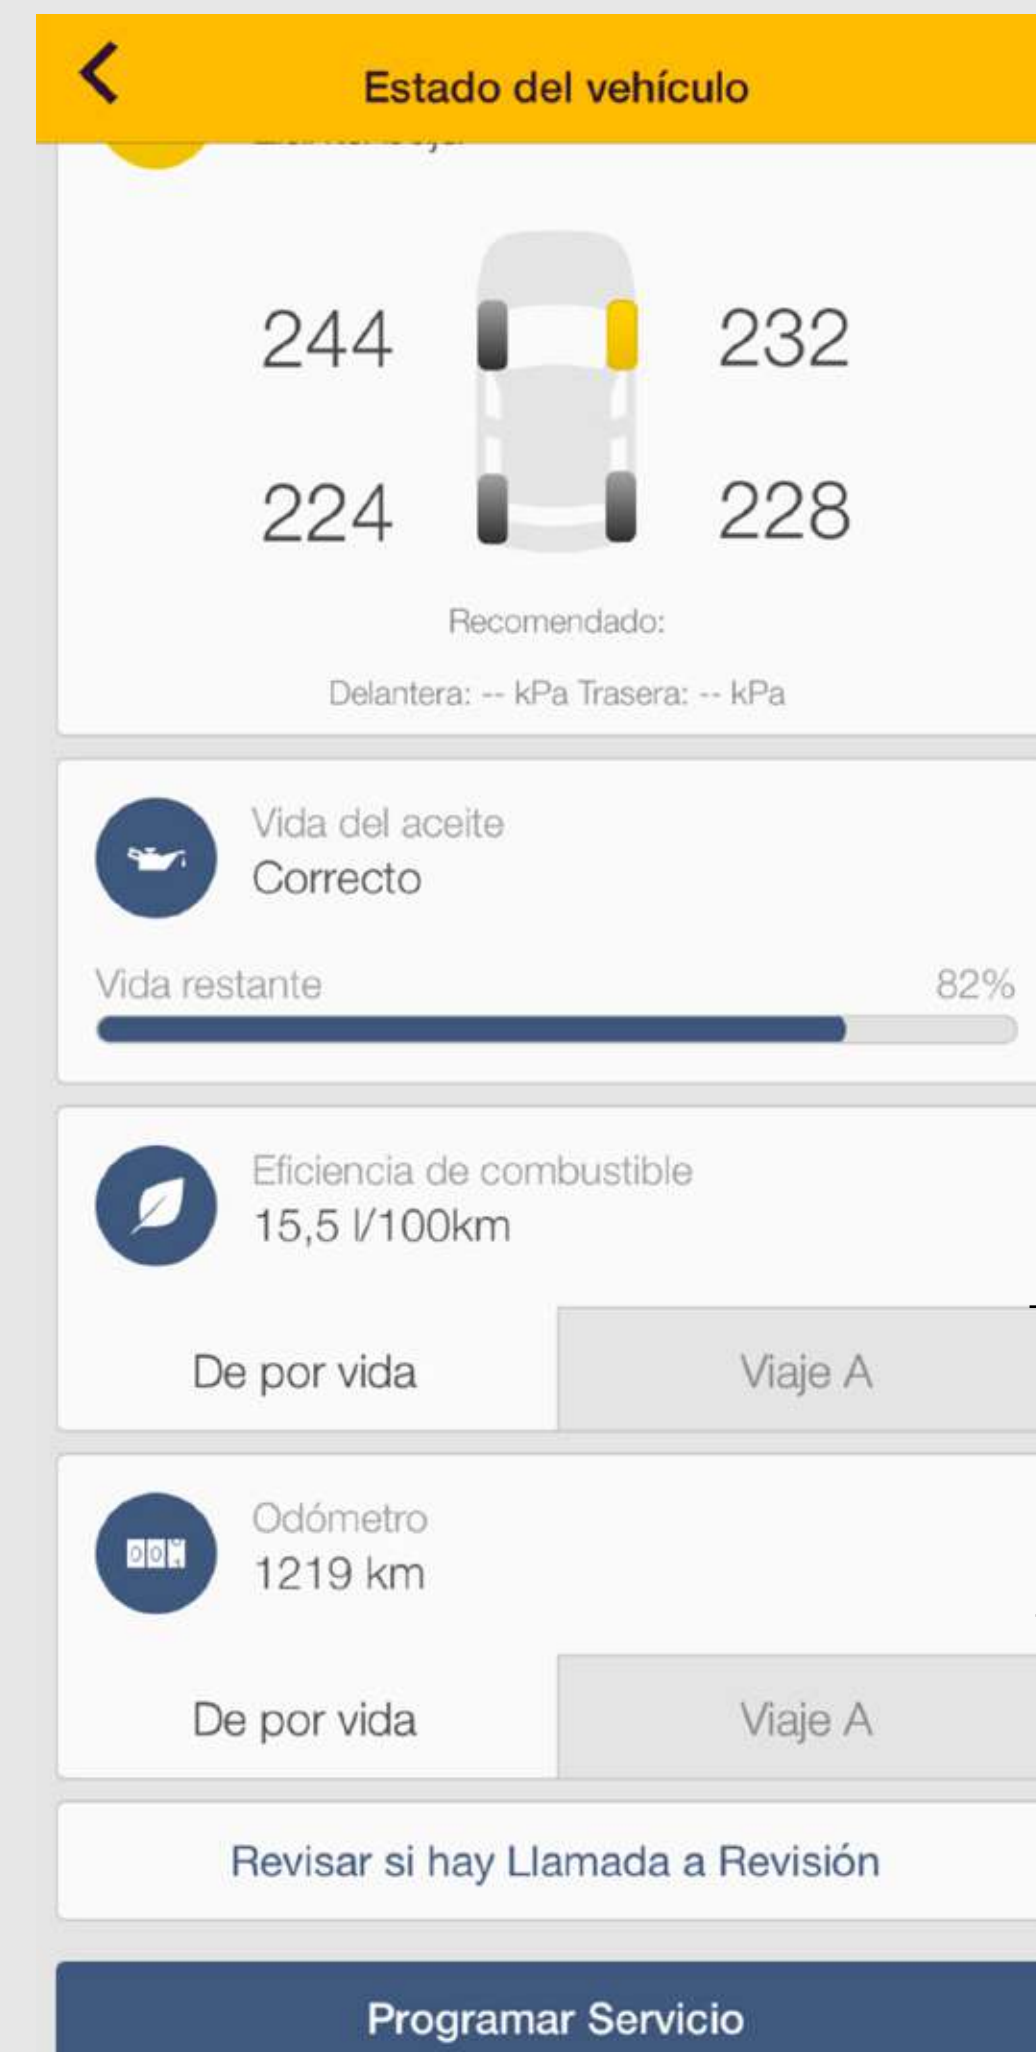 Estado del vehículo
244 232
224 228
Recomendado:
Delantera: -- kPa Trasera: -- kPa
Vida del aceite
Correcto
Vida restante 82%
Eficiencia de combustible
15,5 l/100km
De por vida Viaje A
Odómetro
1219 km
De por vida Viaje A
Revisar si hay Llamada a Revisión
Programar Servicio